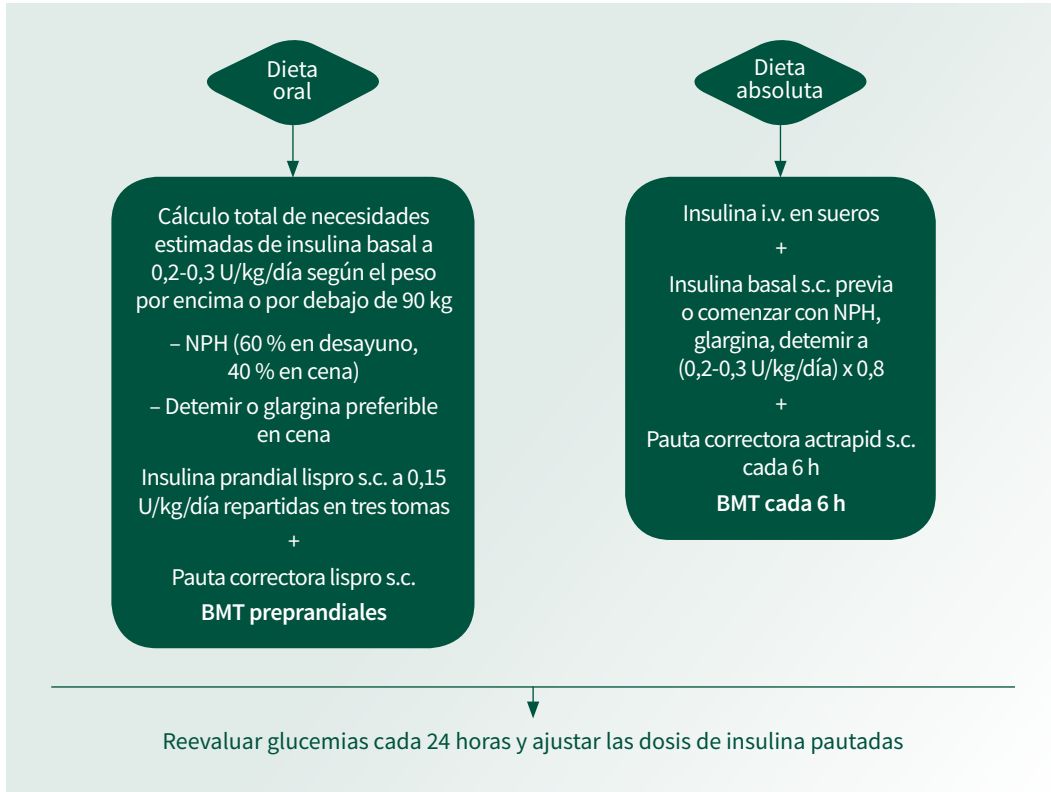 Dieta
oral
Cálculo total de necesidades
estimadas de insulina basal a
0,2-0,3 U/kg/día según el peso
por encima o por debajo de 90 kg
– NPH (60 % en desayuno,
40 % en cena)
– Detemir o glargina preferible
en cena
Insulina prandial lispro s.c. a 0,15
U/kg/día repartidas en tres tomas
+
Pauta correctora lispro s.c.
BMT preprandiales
Dieta
absoluta
Insulina i.v. en sueros
+
Insulina basal s.c. previa
o comenzar con NPH,
glargina, detemir a
(0,2-0,3 U/kg/día) x 0,8
+
Pauta correctora actrapid s.c.
cada 6 h
BMT cada 6 h
Reevaluar glucemias cada 24 horas y ajustar las dosis de insulina pautadas